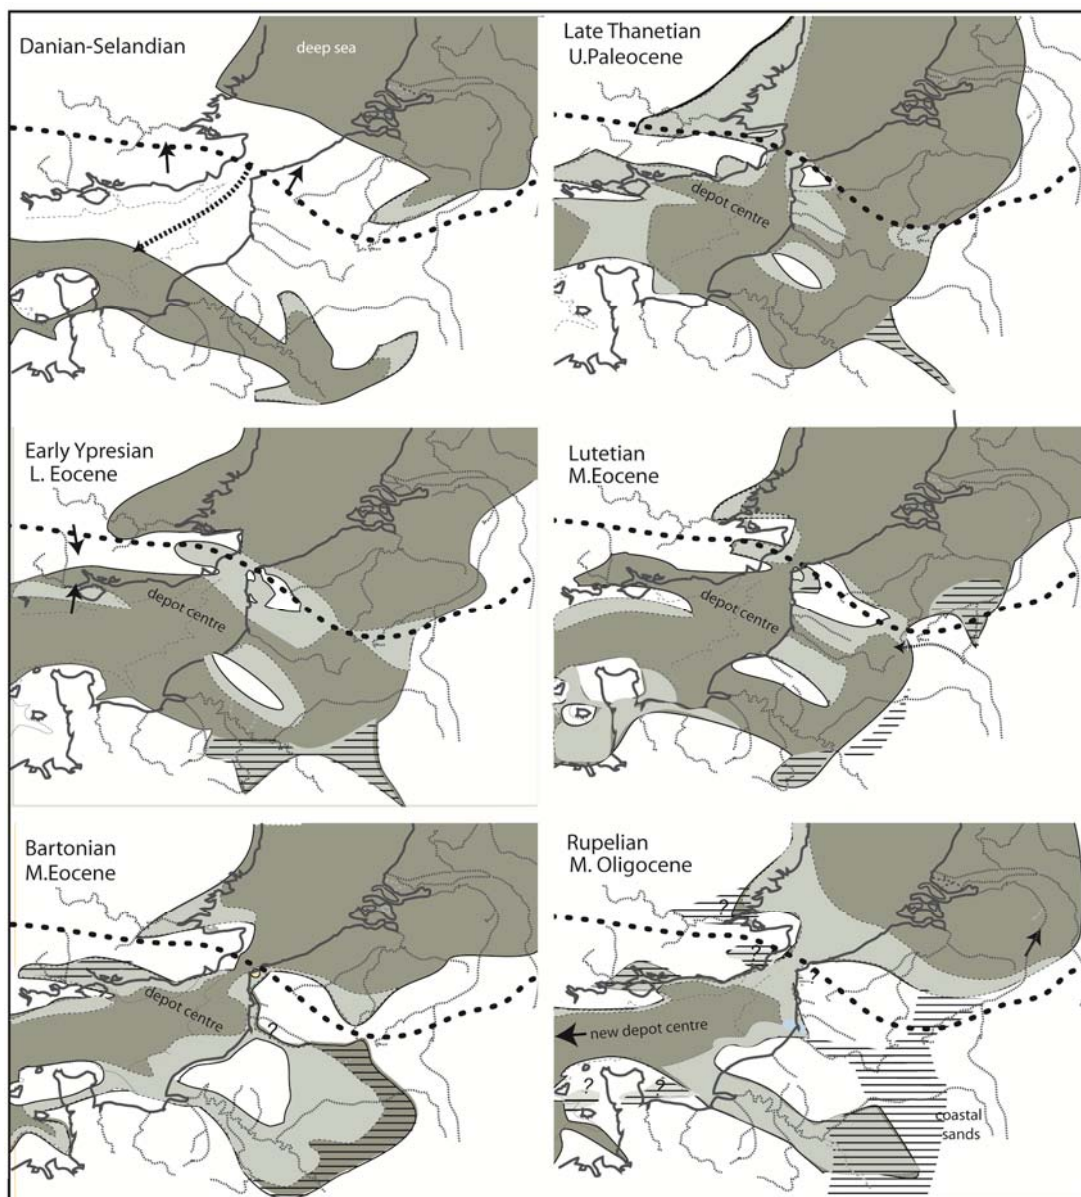 Danian-Selandian
deep sea
Late Thanetian
U.Paleocene
depot centre
Early Ypresian
L. Eocene
depot centre
Lutetian
M.Eocene
depot centre
Bartonian
M.Eocene
depot centre
?
Rupelian
M. Oligocene
?
?
?
new depot centre
?
?
coastal
sands